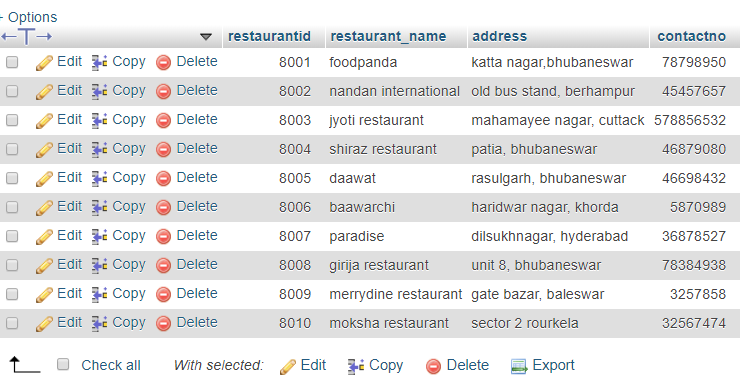 + Options
restaurantid restaurant_name address contactno
Edit Copy Delete 8001 foodpanda katta nagar,bhubaneswar 78798950
Edit Copy Delete 8002 nandan international old bus stand, berhampur 45457657
Edit Copy Delete 8003 jyoti restaurant mahamayee nagar, cuttack 578856532
Edit Copy Delete 8004 shiraz restaurant patia, bhubaneswar 46879080
Edit Copy Delete 8005 daawat rasulgarh, bhubaneswar 46698432
Edit Copy Delete 8006 baawarchi haridwar nagar, khorda 5870989
Edit Copy Delete 8007 paradise dilsukhnagar, hyderabad 36878527
Edit Copy Delete 8008 girija restaurant unit 8, bhubaneswar 78384938
Edit Copy Delete 8009 merrydine restaurant gate bazar, baleswar 3257858
Edit Copy Delete 8010 moksha restaurant sector 2 rourkela 32567474
Check all With selected: Edit Copy Delete Export